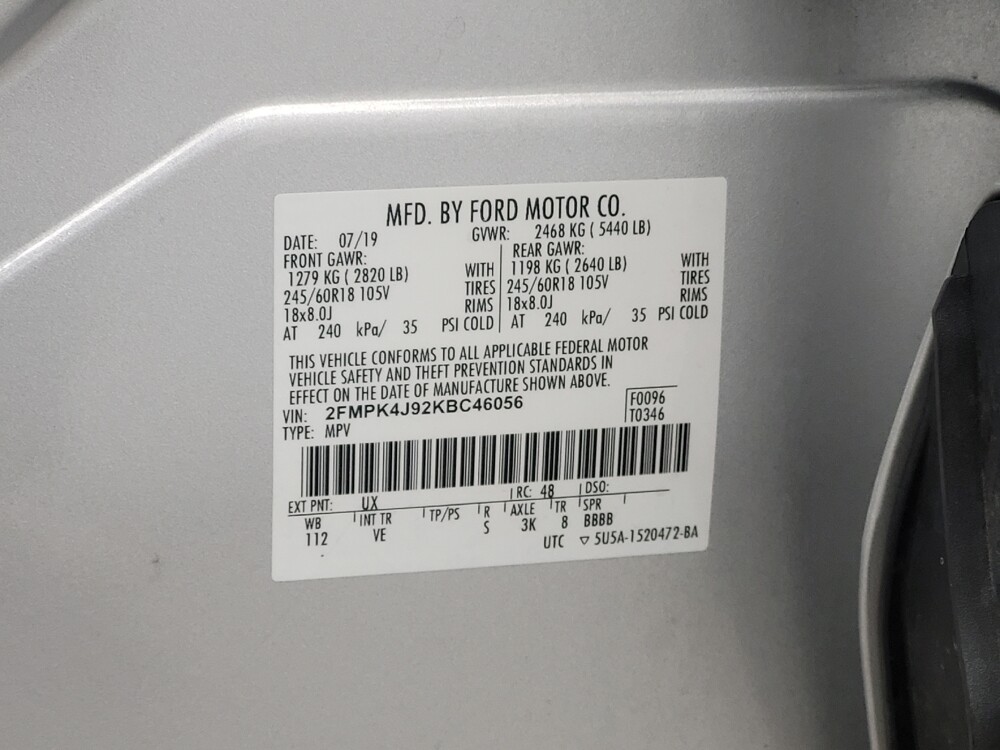 MFD. BY FORD MOTOR CO.
DATE: 07/19 GVWR: 2468 KG ( 5440 LB)
FRONT GAWR: REAR GAWR:
1279 KG ( 2820 LB) WITH 1198 KG ( 2640 LB) WITH
245/60R18 105V TIRES 245/60R18 105V TIRES
18x8.0J RIMS 18x8.0J RIMS
AT 240 kPa/ 35 PSI COLD AT 240 kPa/ 35 PSI COLD
THIS VEHICLE CONFORMS TO ALL APPLICABLE FEDERAL MOTOR
VEHICLE SAFETY AND THEFT PREVENTION STANDARDS IN
EFFECT ON THE DATE OF MANUFACTURE SHOWN ABOVE.
VIN: 2FMPK4J92KBC46056 F0096
TYPE: MPV T0346
EXT PNT: UX RC: 48 DSO:
WB INT TR TP/PS R AXLE TR SPR
112 VE S 3K 8 BBBB
UTC ▽ 5U5A-1520472-BA